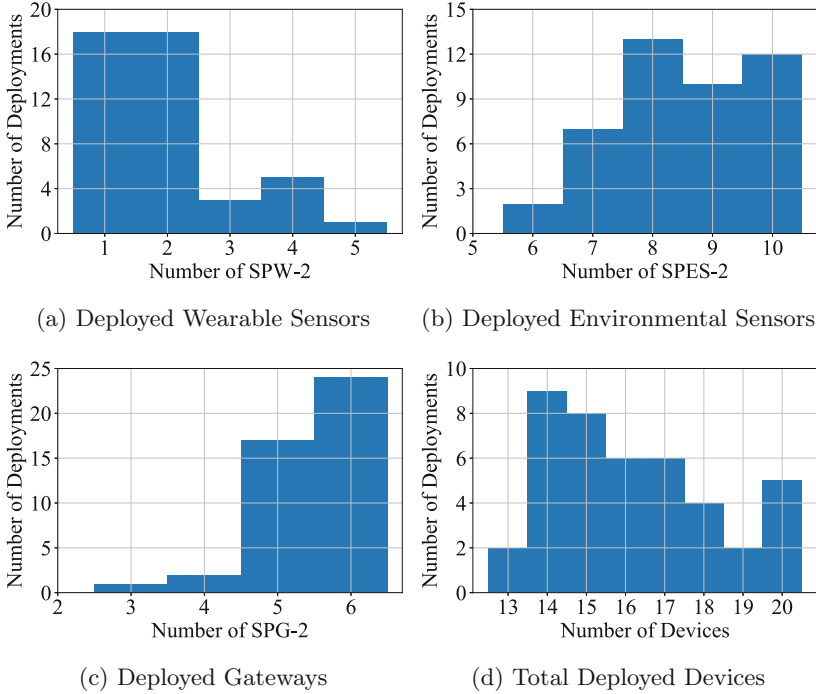 20
16
12
8
4
0
Number of Deployments
1 2 3 4 5
Number of SPW-2
(a) Deployed Wearable Sensors
15
12
9
6
3
0
Number of Deployments
5 6 7 8 9 10
Number of SPES-2
(b) Deployed Environmental Sensors
25
20
15
10
5
0
Number of Deployments
2 3 4 5 6
Number of SPG-2
(c) Deployed Gateways
10
8
6
4
2
0
Number of Deployments
13 14 15 16 17 18 19 20
Number of Devices
(d) Total Deployed Devices